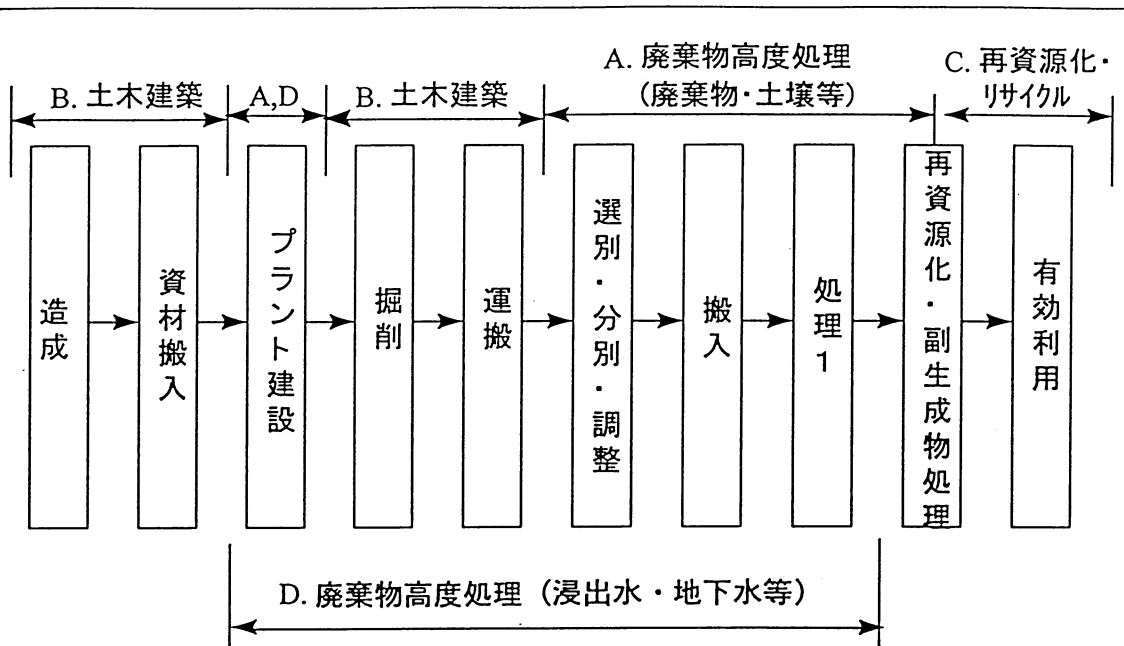 B. 土木建築
A,D
B. 土木建築
A. 廃棄物高度処理
(廃棄物・土壌等)
C. 再資源化・
リサイクル
造成
資材搬入
プラント建設
掘削
運搬
選別・分別・調整
搬入
処理1
再資源化・副生成物処理
有効利用
D. 廃棄物高度処理（浸出水・地下水等）